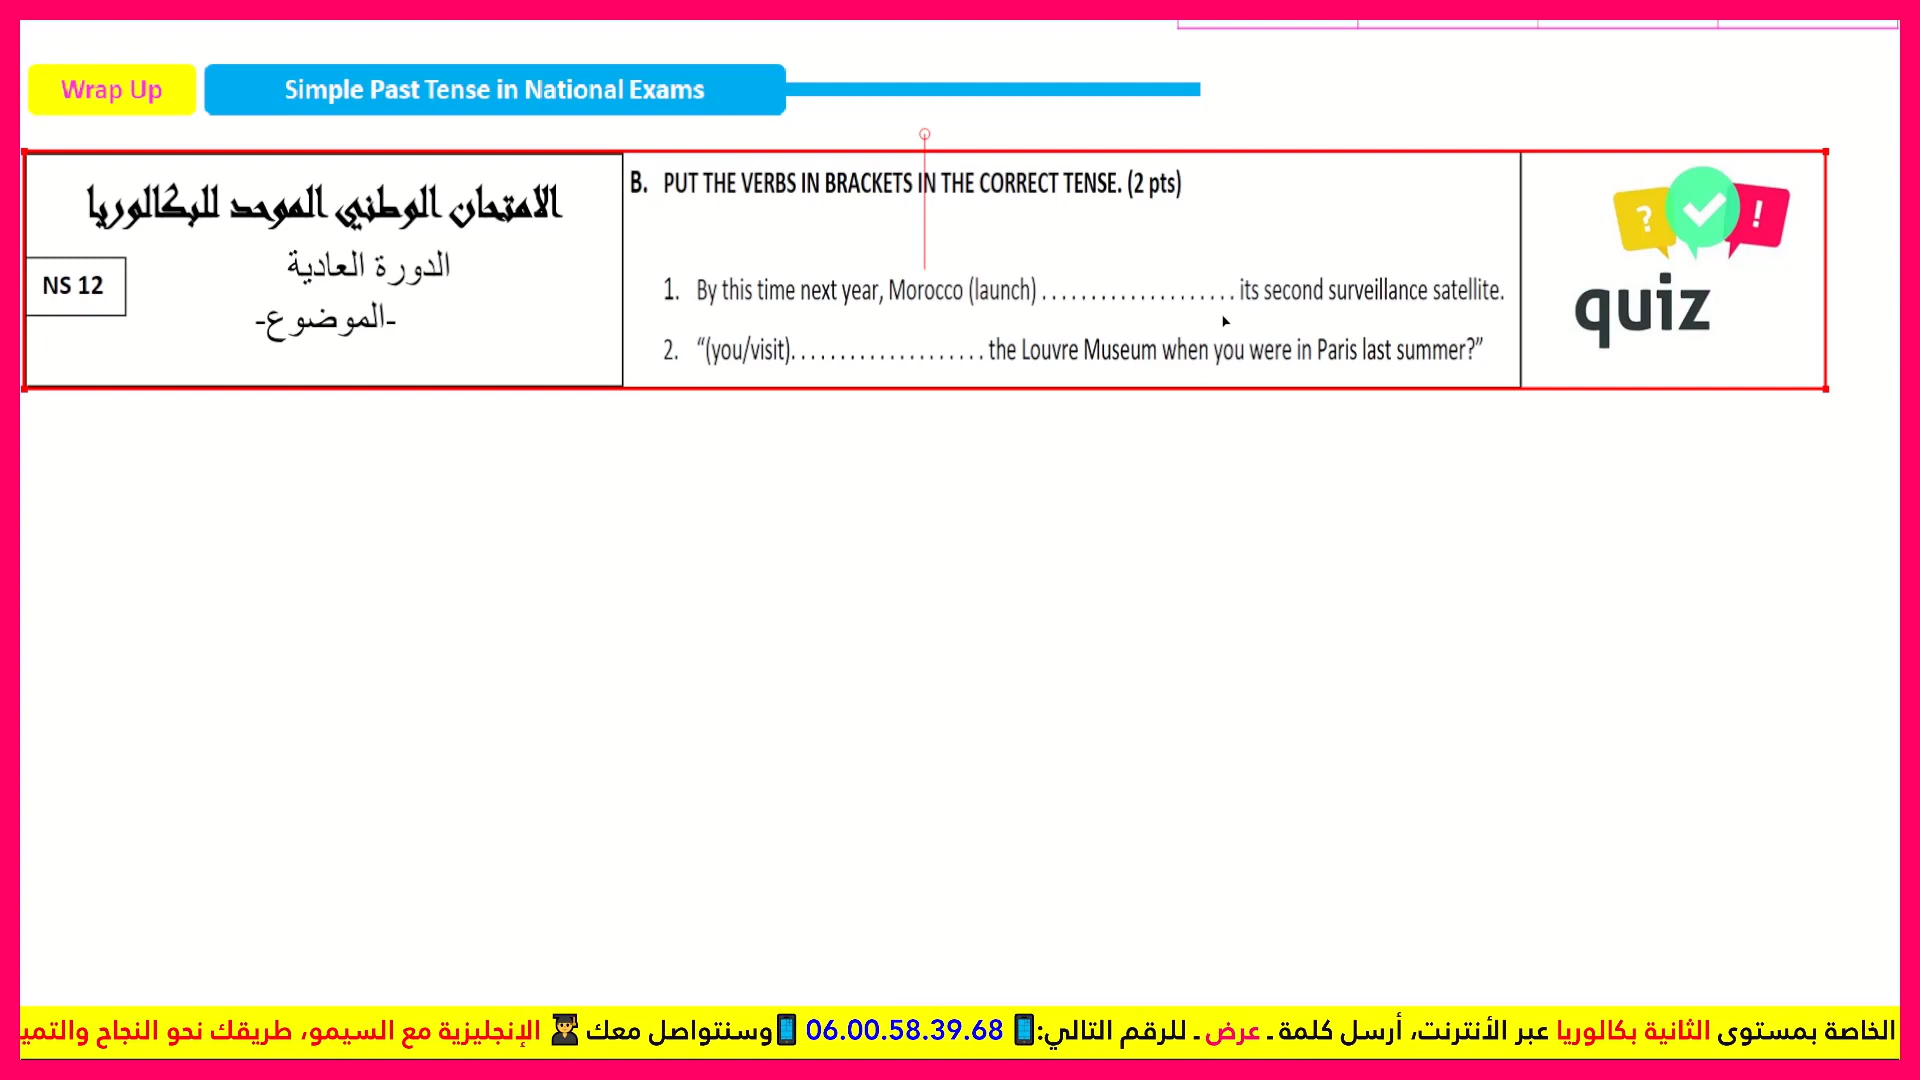 Wrap Up
Simple Past Tense in National Exams
الامتحان الوطني الموحد للبكالوريا
الدورة العادية
-الموضوع-
NS 12
B. PUT THE VERBS IN BRACKETS IN THE CORRECT TENSE. (2 pts)
1. By this time next year, Morocco (launch) . . . . . . . . . . . . . . . . . . . . its second surveillance satellite.
2. “(you/visit). . . . . . . . . . . . . . . . . . . . the Louvre Museum when you were in Paris last summer?”
? !
quiz
الخاصة بمستوى الثانية بكالوريا عبر الأنترنت، أرسل كلمة ـ عرض ـ للرقم التالي: 06.00.58.39.68 وسنتواصل معك الإنجليزية مع السيمو، طريقك نحو النجاح والتمي